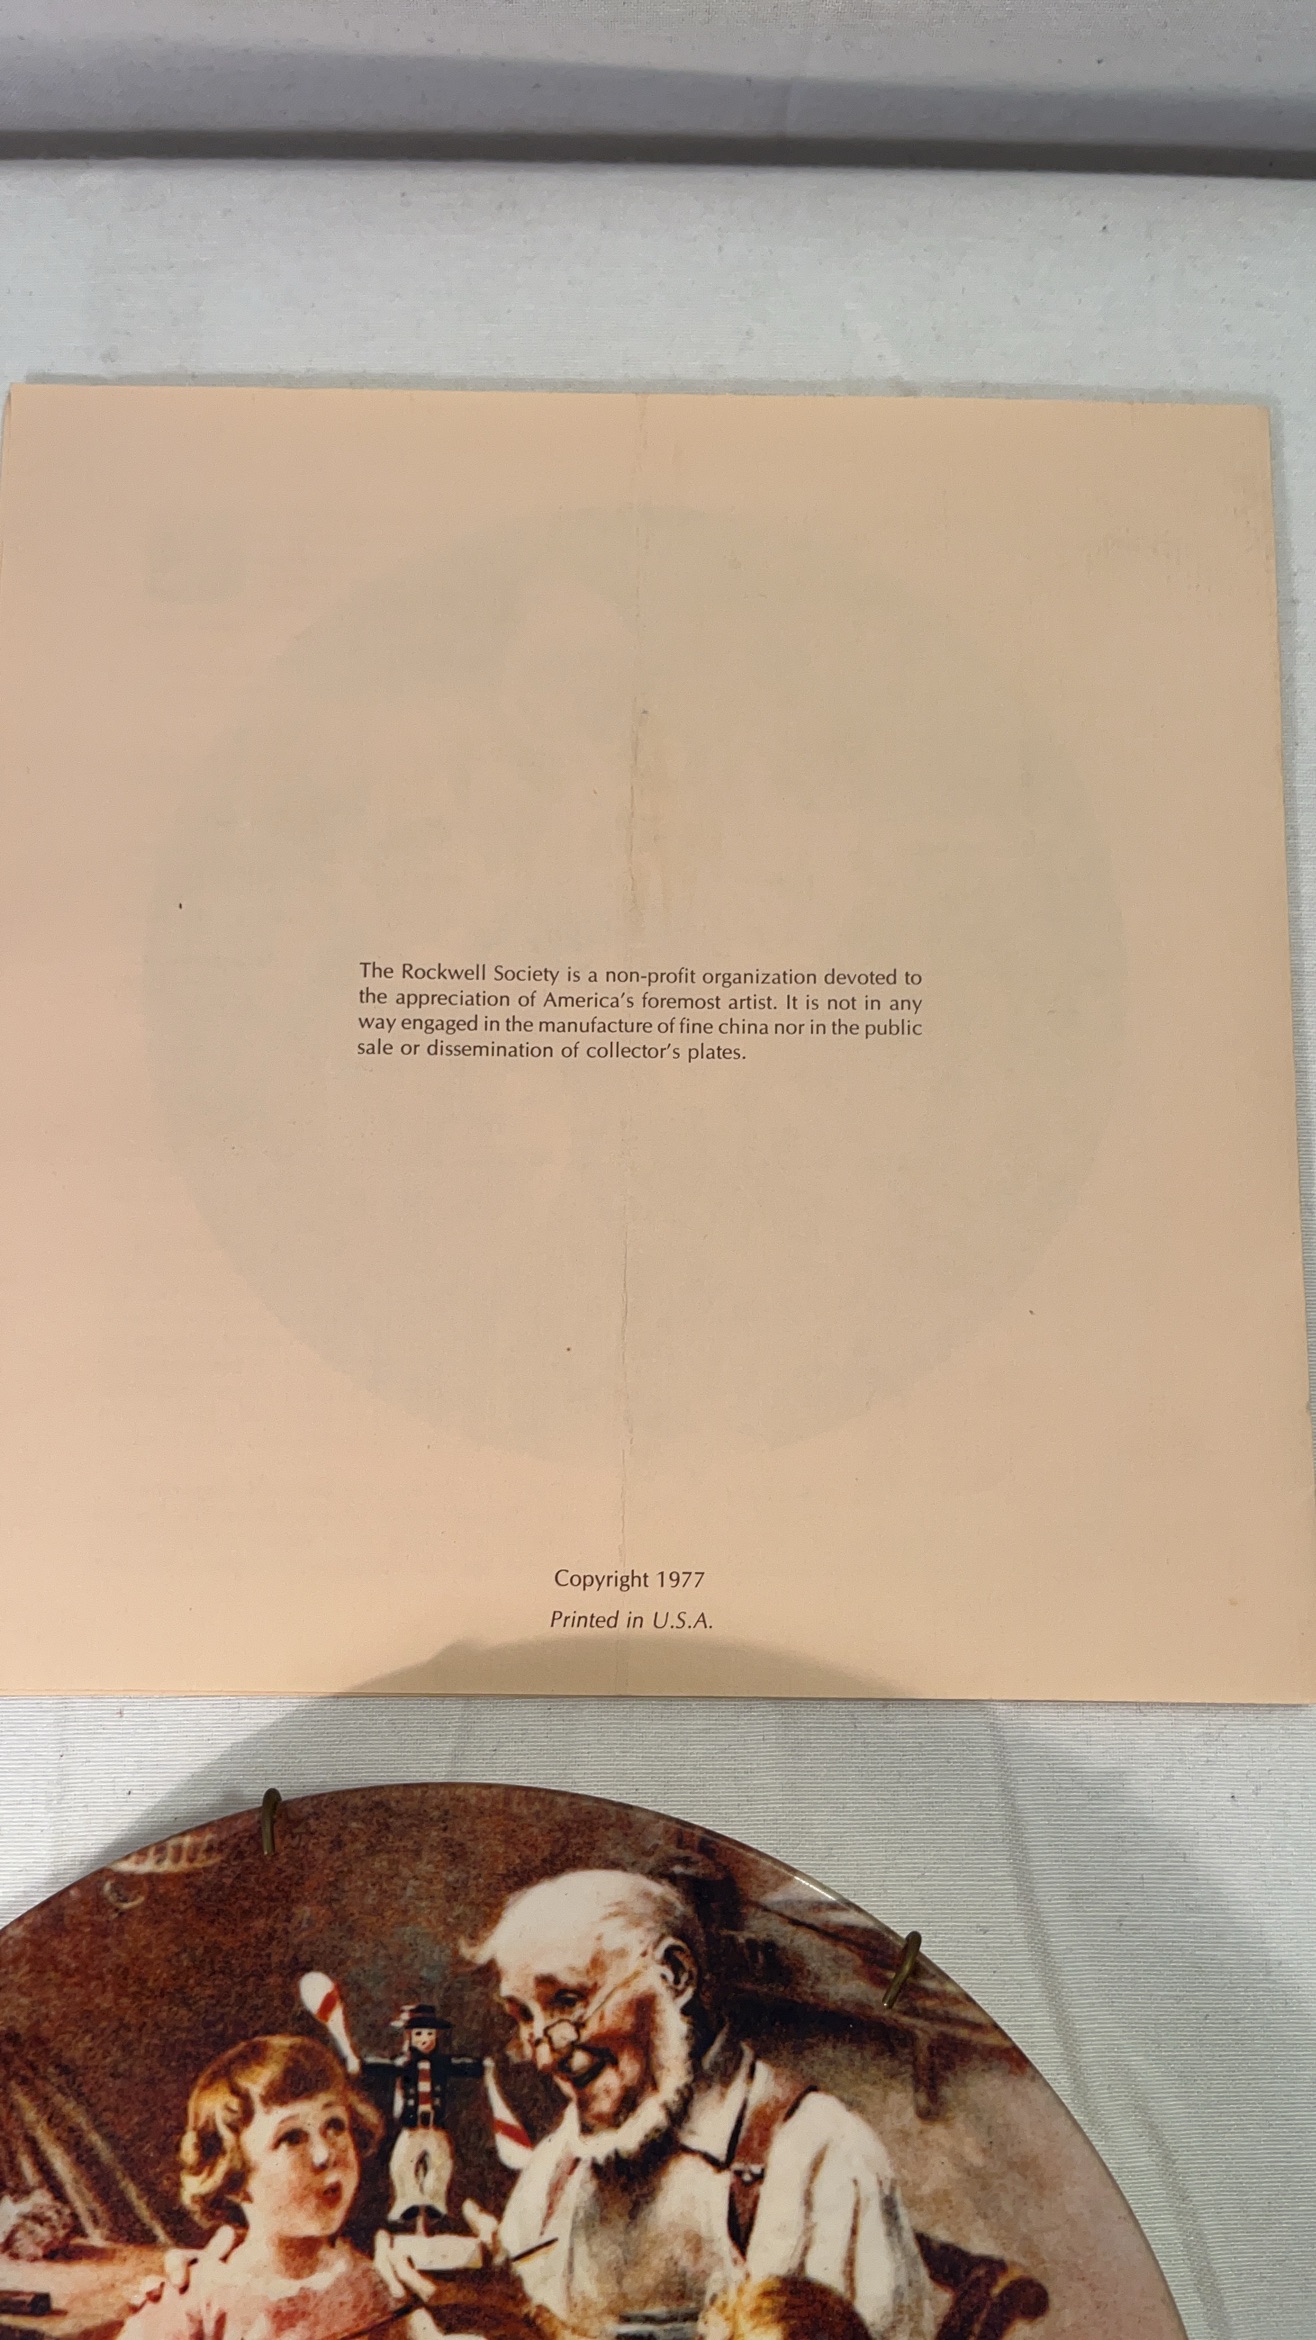 The Rockwell Society is a non-profit organization devoted to
the appreciation of America's foremost artist. It is not in any
way engaged in the manufacture of fine china nor in the public
sale or dissemination of collector's plates.
Copyright 1977
Printed in U.S.A.